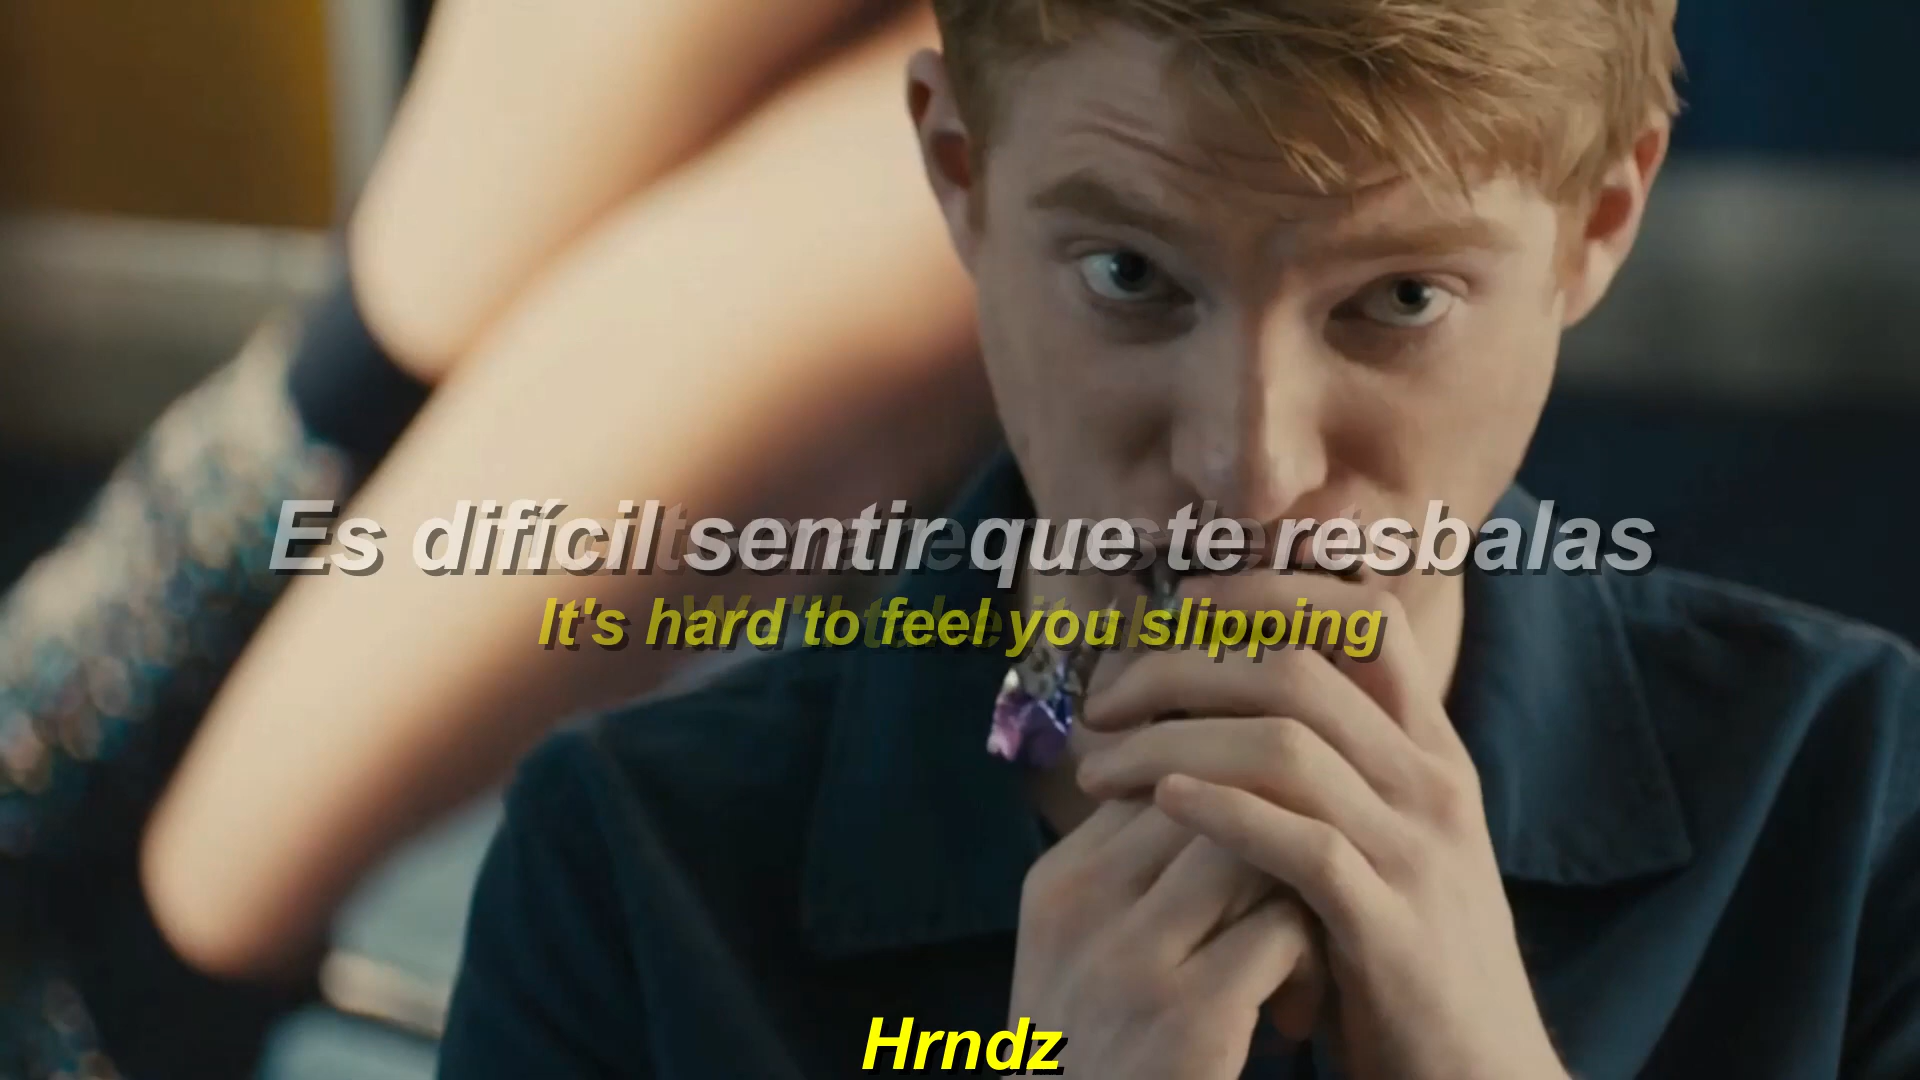 Es difícil sentir que te resbalas
It's hard to feel you slipping
Hrndz